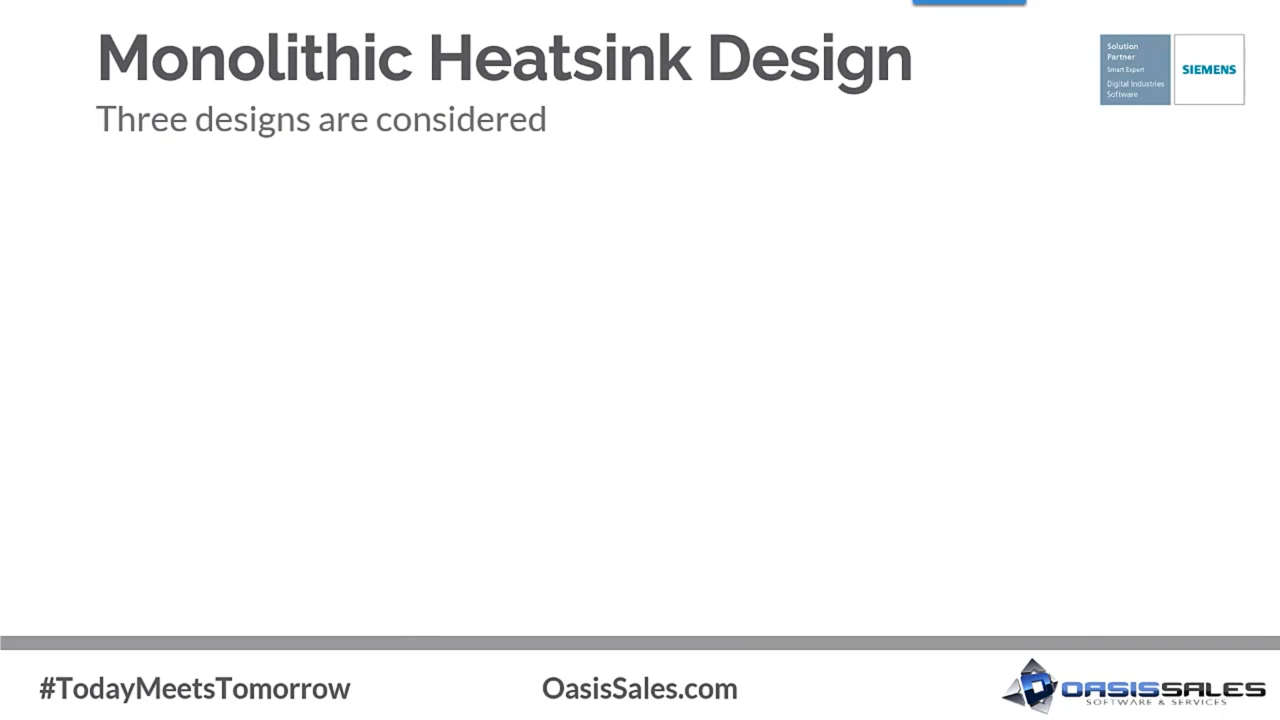 Monolithic Heatsink Design
Three designs are considered
Solution
Partner
Smart Expert
Digital Industries
Software
SIEMENS
#TodayMeetsTomorrow
OasisSales.com
OASISSALES
SOFTWARE & SERVICES